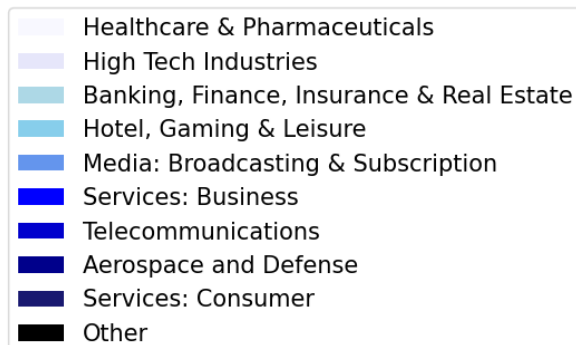 Healthcare & Pharmaceuticals
High Tech Industries
Banking, Finance, Insurance & Real Estate
Hotel, Gaming & Leisure
Media: Broadcasting & Subscription
Services: Business
Telecommunications
Aerospace and Defense
Services: Consumer
Other